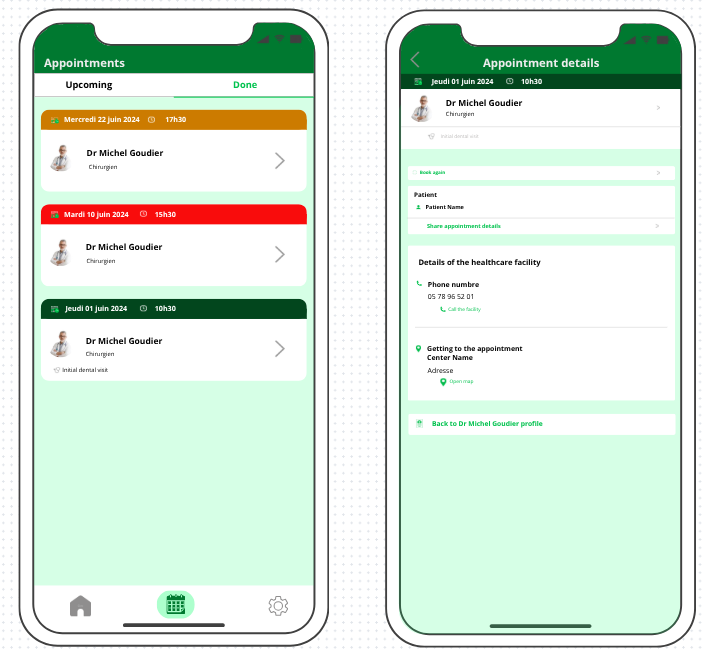 Appointments
Upcoming
Done
Mercredi 22 juin 2024 17h30
Dr Michel Goudier
Chirurgien
Mardi 10 juin 2024 15h30
Dr Michel Goudier
Chirurgien
Jeudi 01 juin 2024 10h30
Dr Michel Goudier
Chirurgien
Initial dental visit
Appointment details
Jeudi 01 juin 2024 10h30
Dr Michel Goudier
Chirurgien
Initial dental visit
Book again
Patient
Patient Name
Share appointment details
Details of the healthcare facility
Phone numbre
05 78 96 52 01
Call the facility
Getting to the appointment
Center Name
Adresse
Open map
Back to Dr Michel Goudier profile